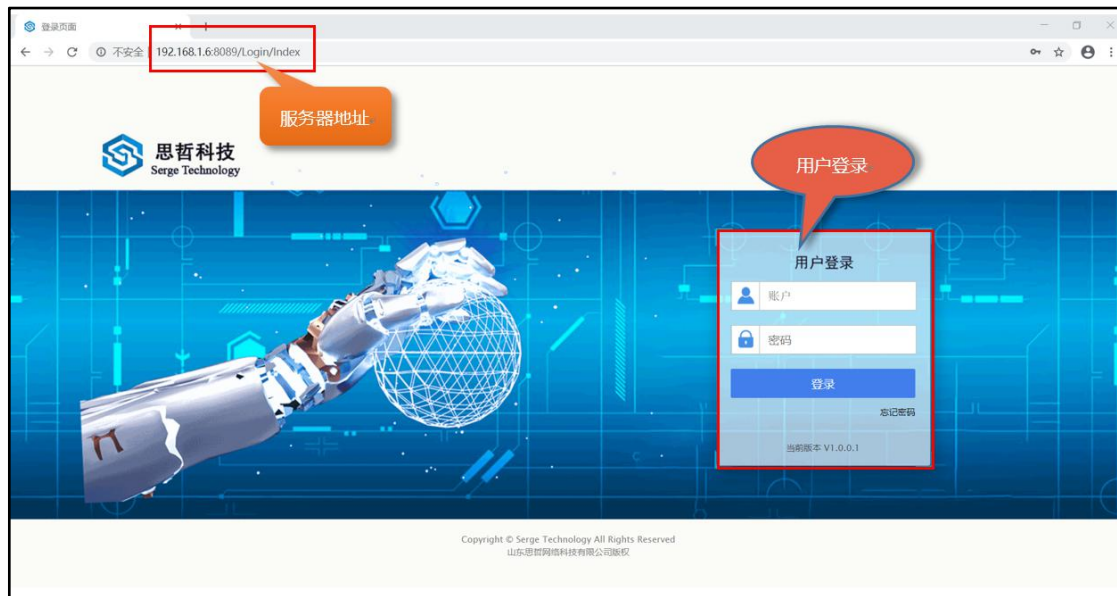 登录页面
不安全 | 192.168.1.6:8089/Login/Index
服务器地址
思哲科技
Serge Technology
用户登录
用户登录
账户
密码
登录
忘记密码
当前版本 V1.0.0.1
Copyright © Serge Technology All Rights Reserved
山东思哲网络科技有限公司版权